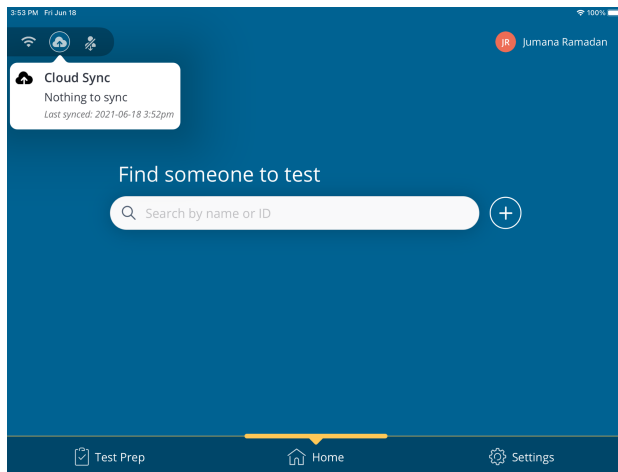 3:53 PM Fri Jun 18
100%
JR Jumana Ramadan
Cloud Sync
Nothing to sync
Last synced: 2021-06-18 3:52pm
Find someone to test
Search by name or ID
Test Prep Home Settings